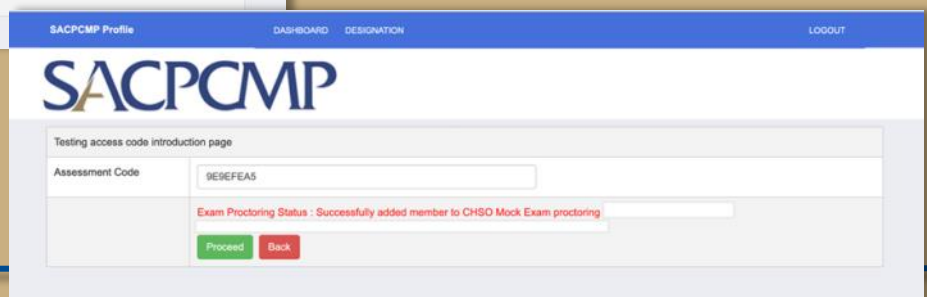 SACPCMP Profile DASHBOARD DESIGNATION LOGOUT
SACPCMP
Testing access code introduction page
Assessment Code 9E9EFEA5
Exam Proctoring Status : Successfully added member to CHSO Mock Exam proctoring
Proceed Back